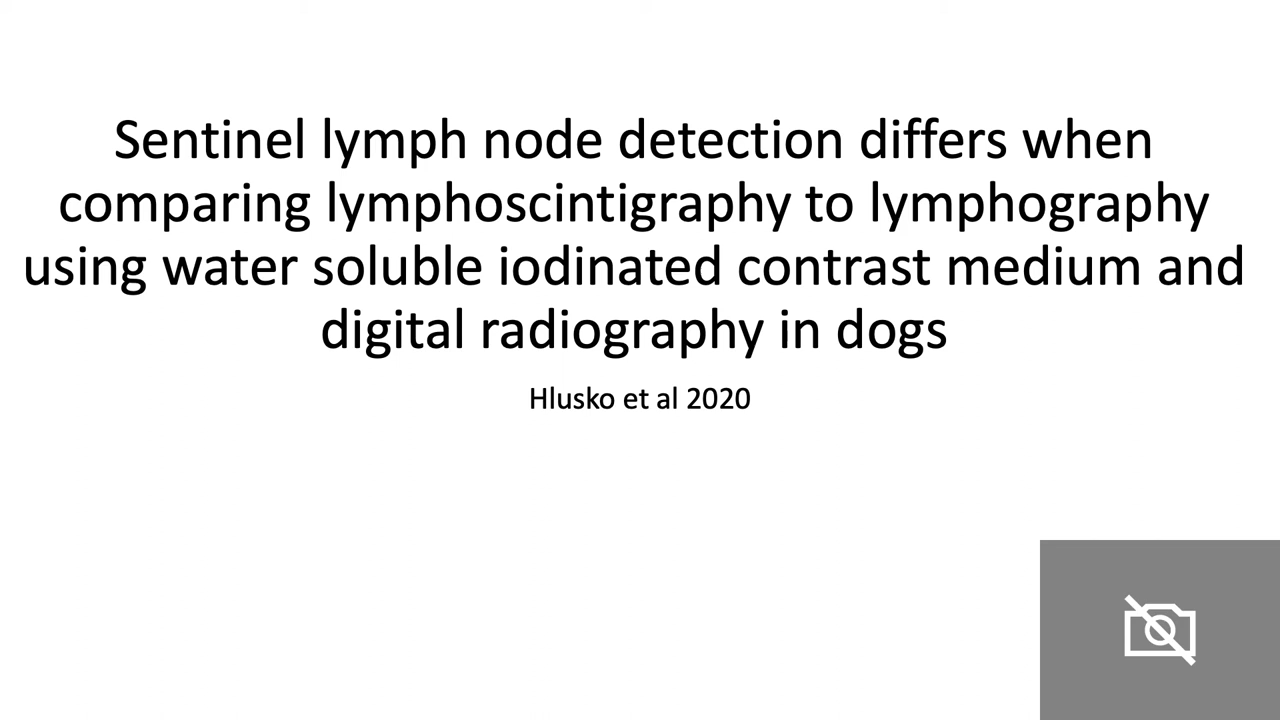 Sentinel lymph node detection differs when
comparing lymphoscintigraphy to lymphography
using water soluble iodinated contrast medium and
digital radiography in dogs
Hlusko et al 2020